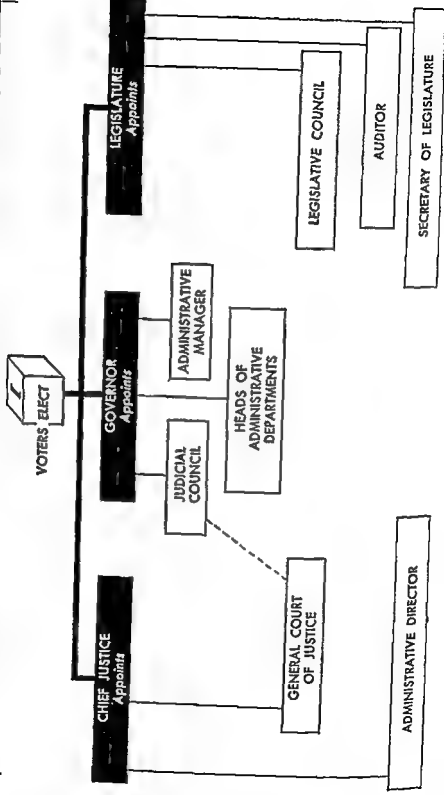 VOTERS ELECT
CHIEF JUSTICE
Appoints
GOVERNOR
Appoints
LEGISLATURE
Appoints
JUDICIAL
COUNCIL
ADMINISTRATIVE
MANAGER
HEADS OF
ADMINISTRATIVE
DEPARTMENTS
GENERAL COURT
OF JUSTICE
ADMINISTRATIVE DIRECTOR
LEGISLATIVE COUNCIL
AUDITOR
SECRETARY OF LEGISLATURE